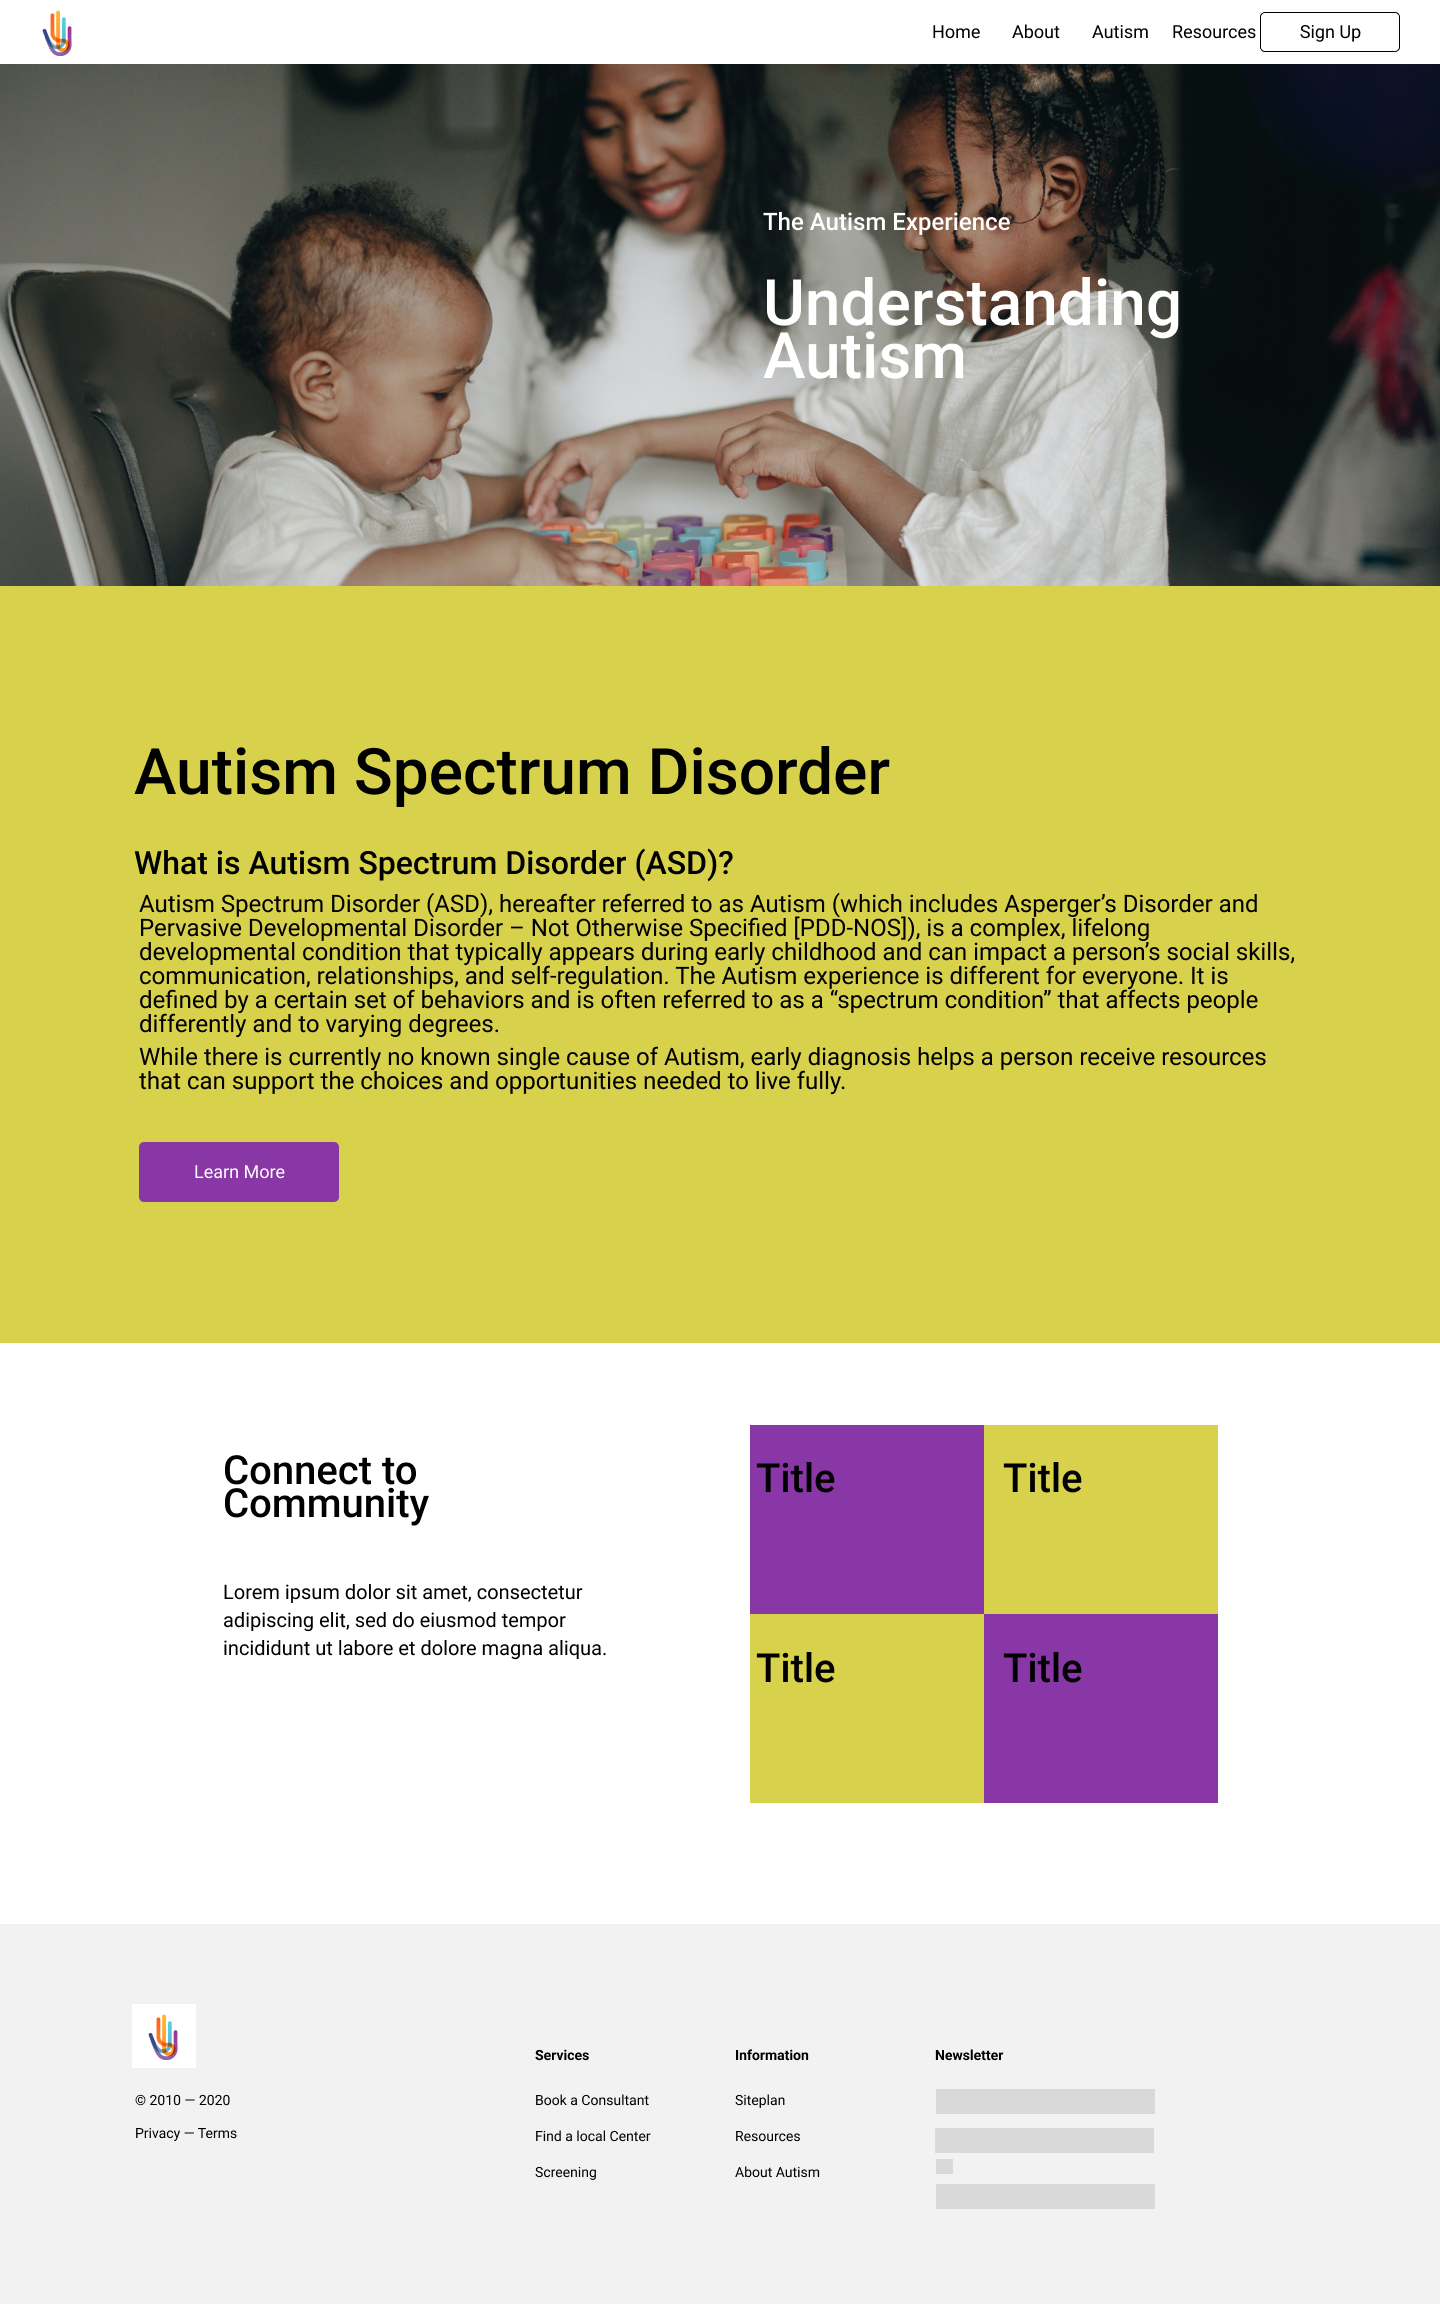 Home About Autism Resources Sign Up
The Autism Experience
Understanding
Autism
Autism Spectrum Disorder
What is Autism Spectrum Disorder (ASD)?
Autism Spectrum Disorder (ASD), hereafter referred to as Autism (which includes Asperger’s Disorder and
Pervasive Developmental Disorder – Not Otherwise Specified [PDD-NOS]), is a complex, lifelong
developmental condition that typically appears during early childhood and can impact a person’s social skills,
communication, relationships, and self-regulation. The Autism experience is different for everyone. It is
defined by a certain set of behaviors and is often referred to as a “spectrum condition” that affects people
differently and to varying degrees.
While there is currently no known single cause of Autism, early diagnosis helps a person receive resources
that can support the choices and opportunities needed to live fully.
Learn More
Connect to
Community
Lorem ipsum dolor sit amet, consectetur
adipiscing elit, sed do eiusmod tempor
incididunt ut labore et dolore magna aliqua.
Title Title
Title Title
© 2010 — 2020
Privacy — Terms
Services
Book a Consultant
Find a local Center
Screening
Information
Siteplan
Resources
About Autism
Newsletter